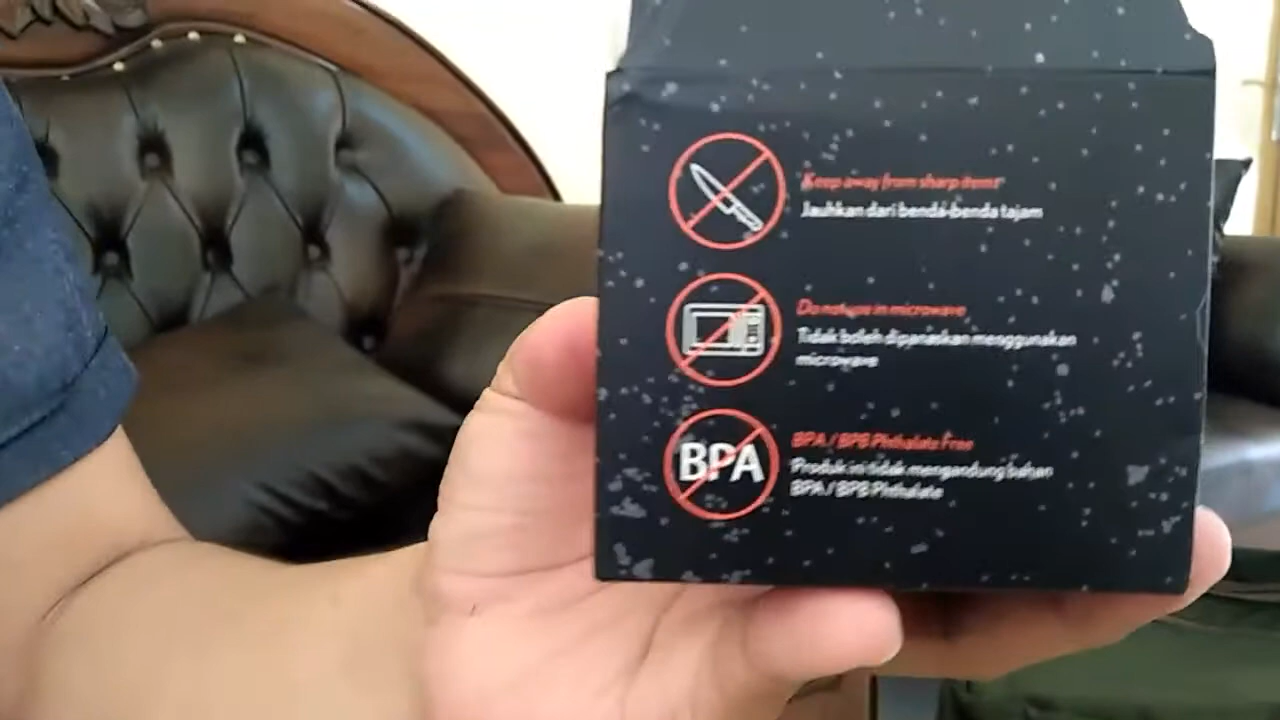 Keep away from sharp items
Jauhkan dari benda-benda tajam
Do not use in microwave
Tidak boleh dipanaskan menggunakan
microwave
BPA
BPA / BPB Phthalate Free
Produk ini tidak mengandung bahan
BPA / BPB Phthalate